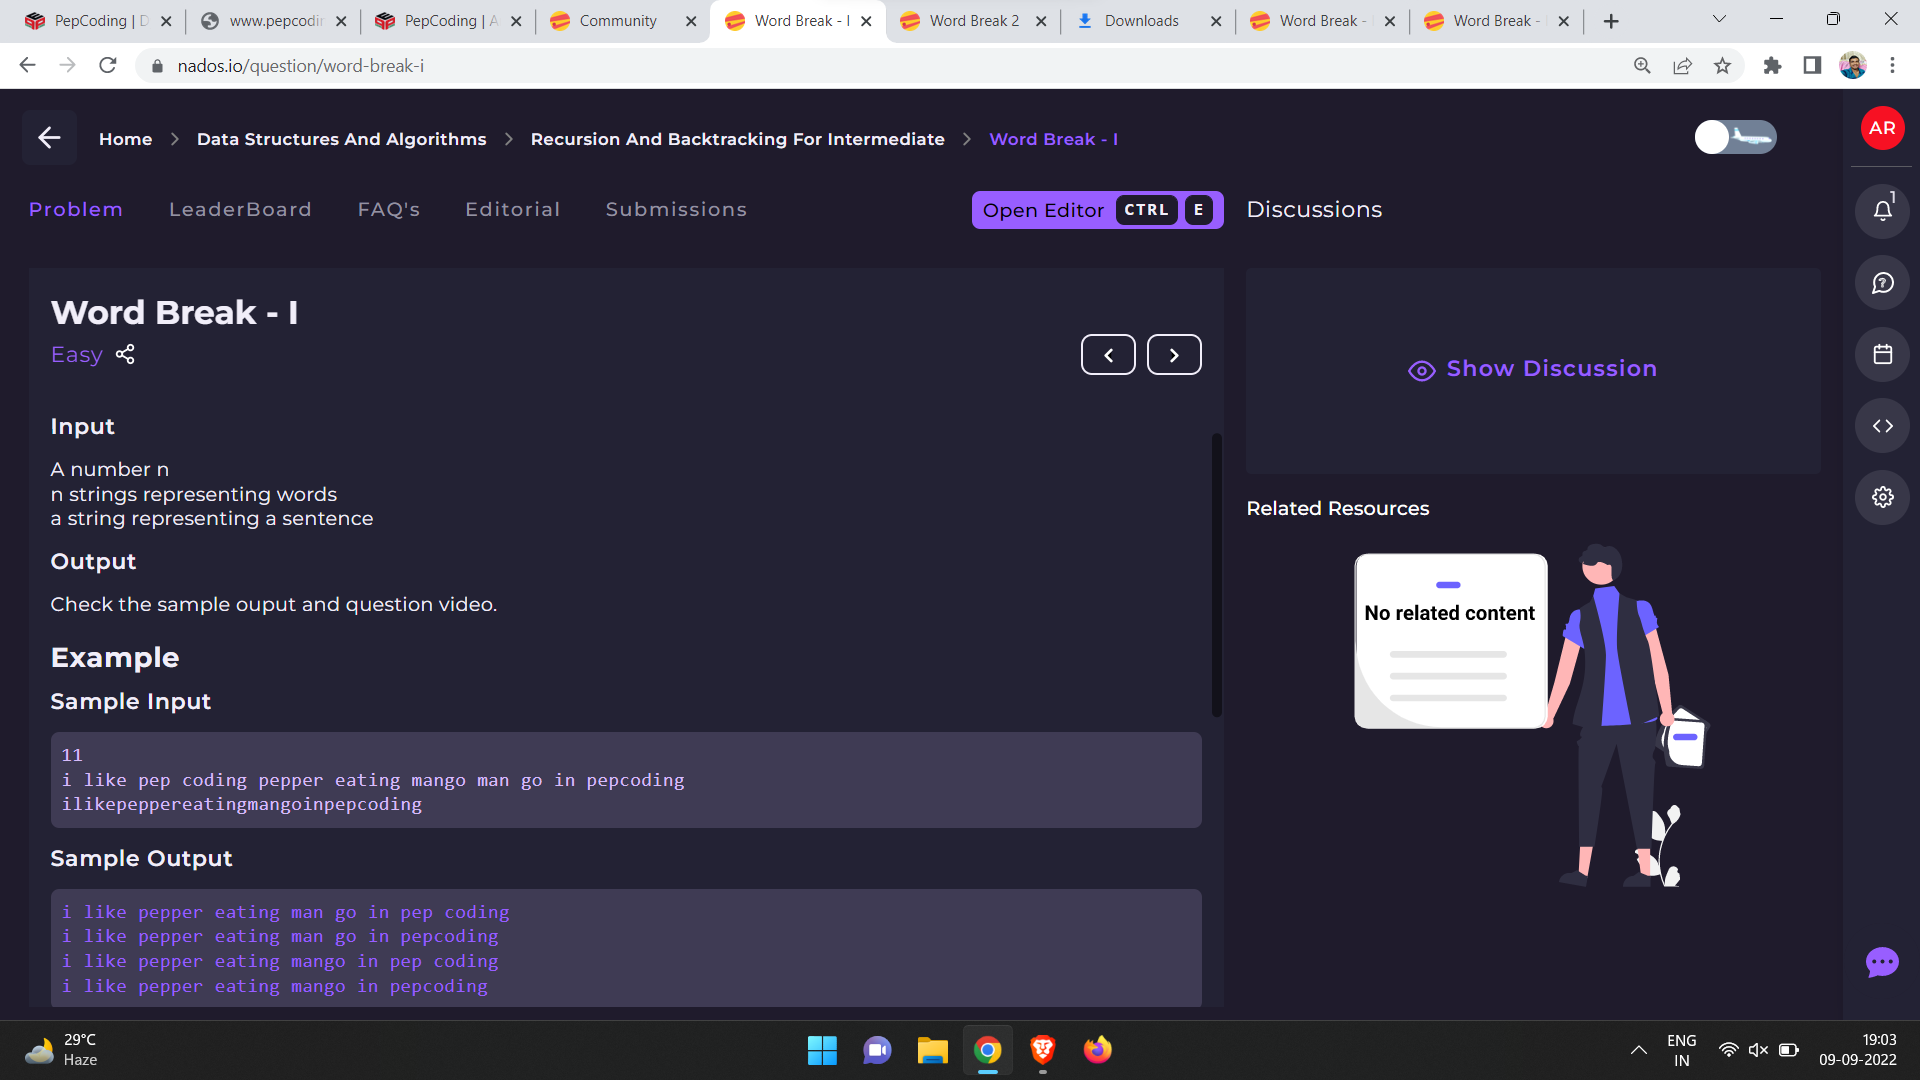 PepCoding | D
www.pepcodin
PepCoding | A
Community
Word Break - I
Word Break 2
Downloads
Word Break -
Word Break -
nados.io/question/word-break-i
Home > Data Structures And Algorithms > Recursion And Backtracking For Intermediate > Word Break - I
AR
Problem LeaderBoard FAQ's Editorial Submissions
Open Editor CTRL E
Discussions
1
Word Break - I
Easy
Show Discussion
Input
A number n
n strings representing words
a string representing a sentence
Output
Check the sample ouput and question video.
Example
Sample Input
11
i like pep coding pepper eating mango man go in pepcoding
ilikepeppereatingmangoinpepcoding
Sample Output
i like pepper eating man go in pep coding
i like pepper eating man go in pepcoding
i like pepper eating mango in pep coding
i like pepper eating mango in pepcoding
Related Resources
No related content
29°C
Haze
ENG
IN
19:03
09-09-2022